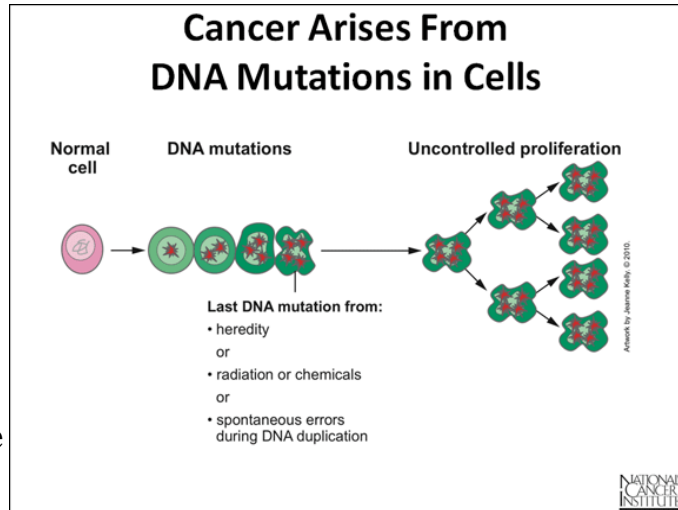 Cancer Arises From
DNA Mutations in Cells
Normal
cell
DNA mutations
Uncontrolled proliferation
Last DNA mutation from:
• heredity
or
• radiation or chemicals
or
• spontaneous errors
during DNA duplication
Artwork by Jeanne Kelly. © 2010.
e
NATIONAL
CANCER
INSTITUTE